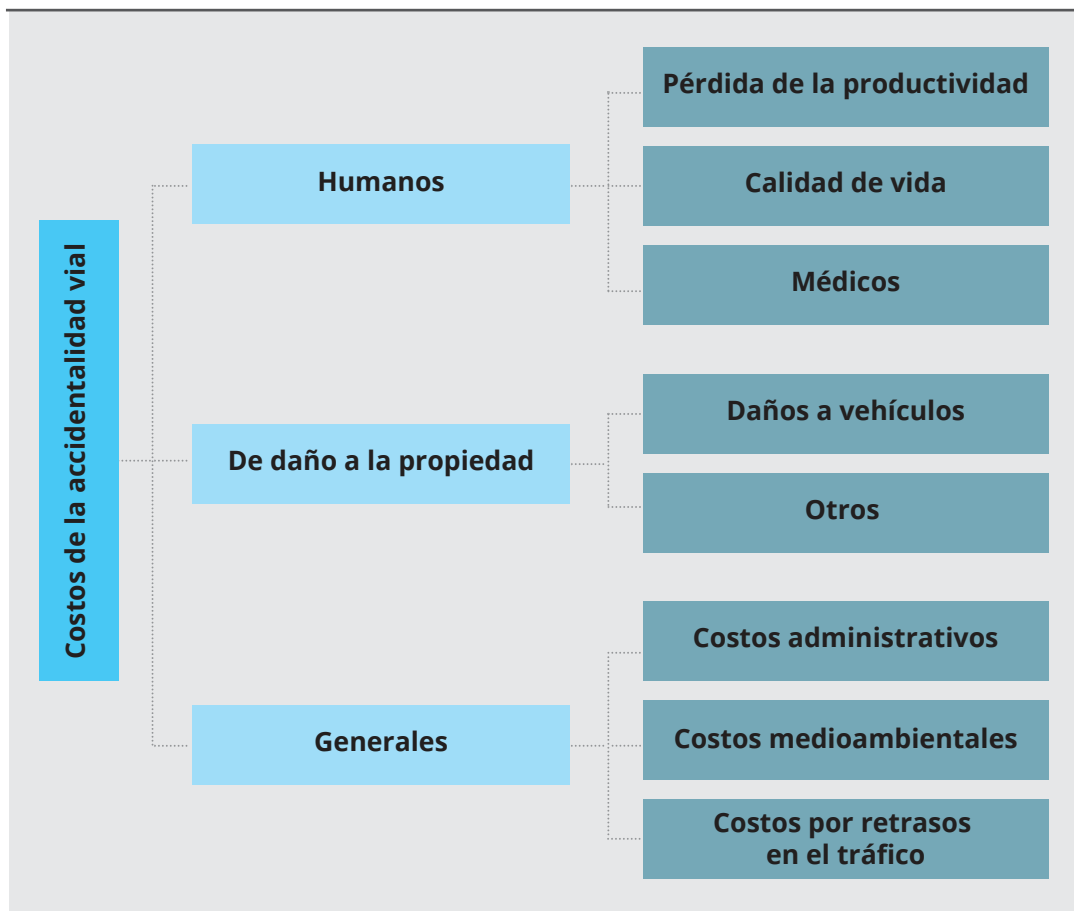 Costos de la accidentalidad vial
Humanos
Pérdida de la productividad
Calidad de vida
Médicos
De daño a la propiedad
Daños a vehículos
Otros
Generales
Costos administrativos
Costos medioambientales
Costos por retrasos
en el tráfico